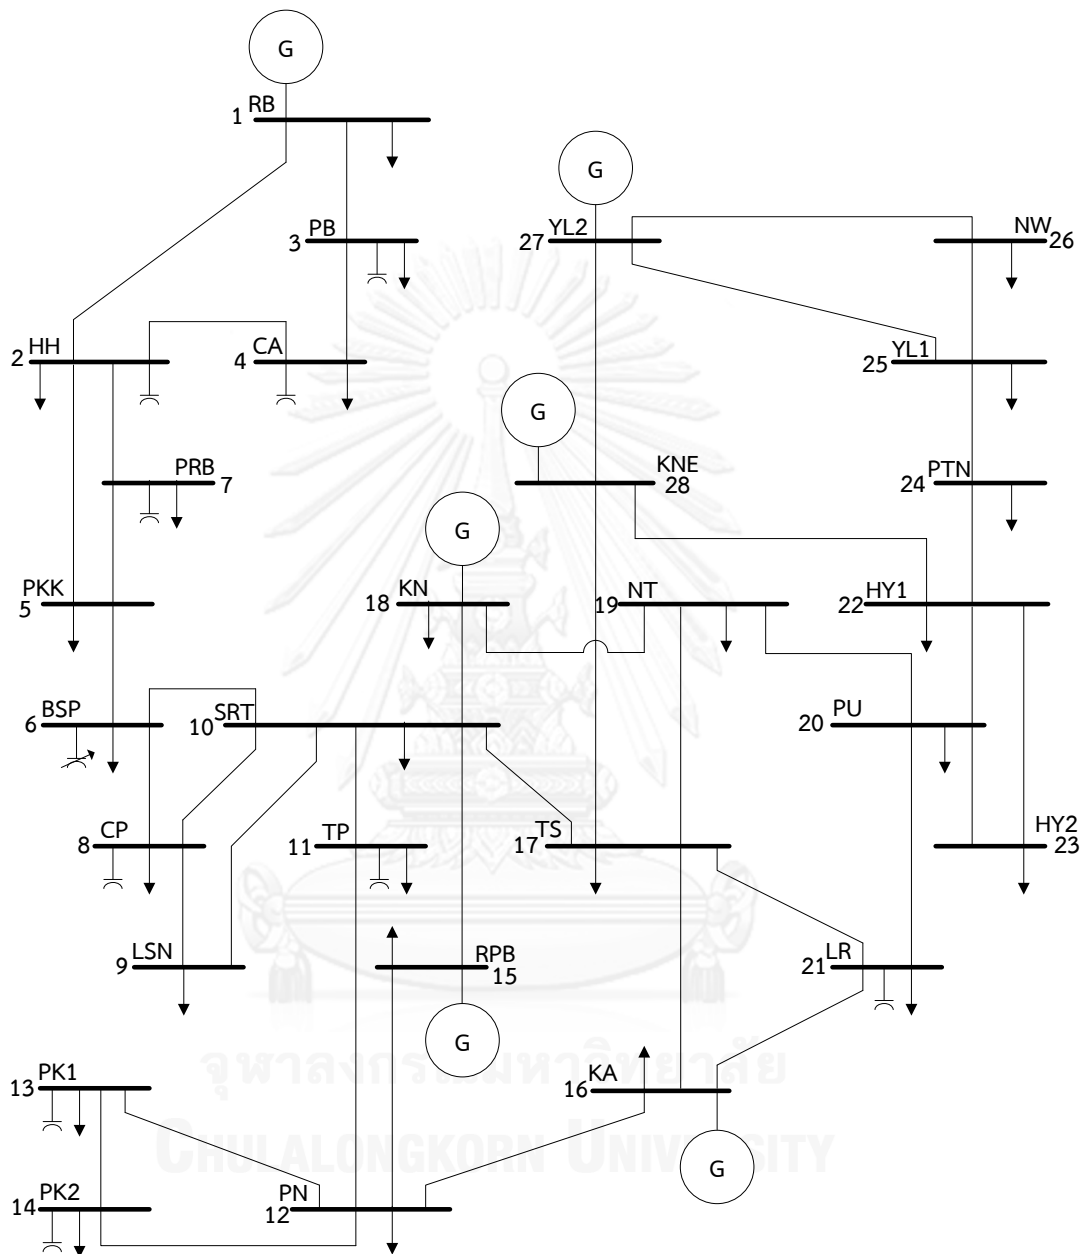 G
RB
1
G
PB
3
YL2
27
NW
26
HH
2
CA
4
YL1
25
G
KNE
28
PRB
7
PTN
24
G
PKK
5
KN
18
NT
19
HY1
22
BSP
6
SRT
10
PU
20
CP
8
TP
11
TS
17
HY2
23
LSN
9
RPB
15
LR
21
G
จุฬาลงกรณ์มหาวิทยาลัย
PK1
13
KA
16
CHULALONGKORN UNIVERSITY
G
PK2
14
PN
12